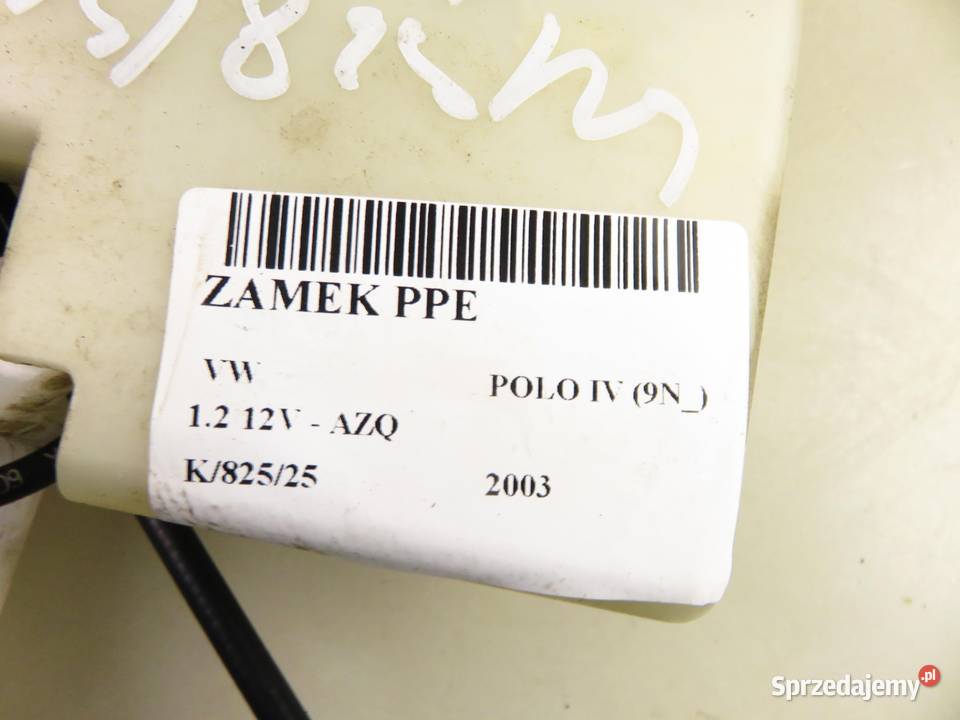 ZAMEK PPE
VW
POLO IV (9N_)
1.2 12V - AZQ
K/825/25
2003
Sprzedajemy.pl